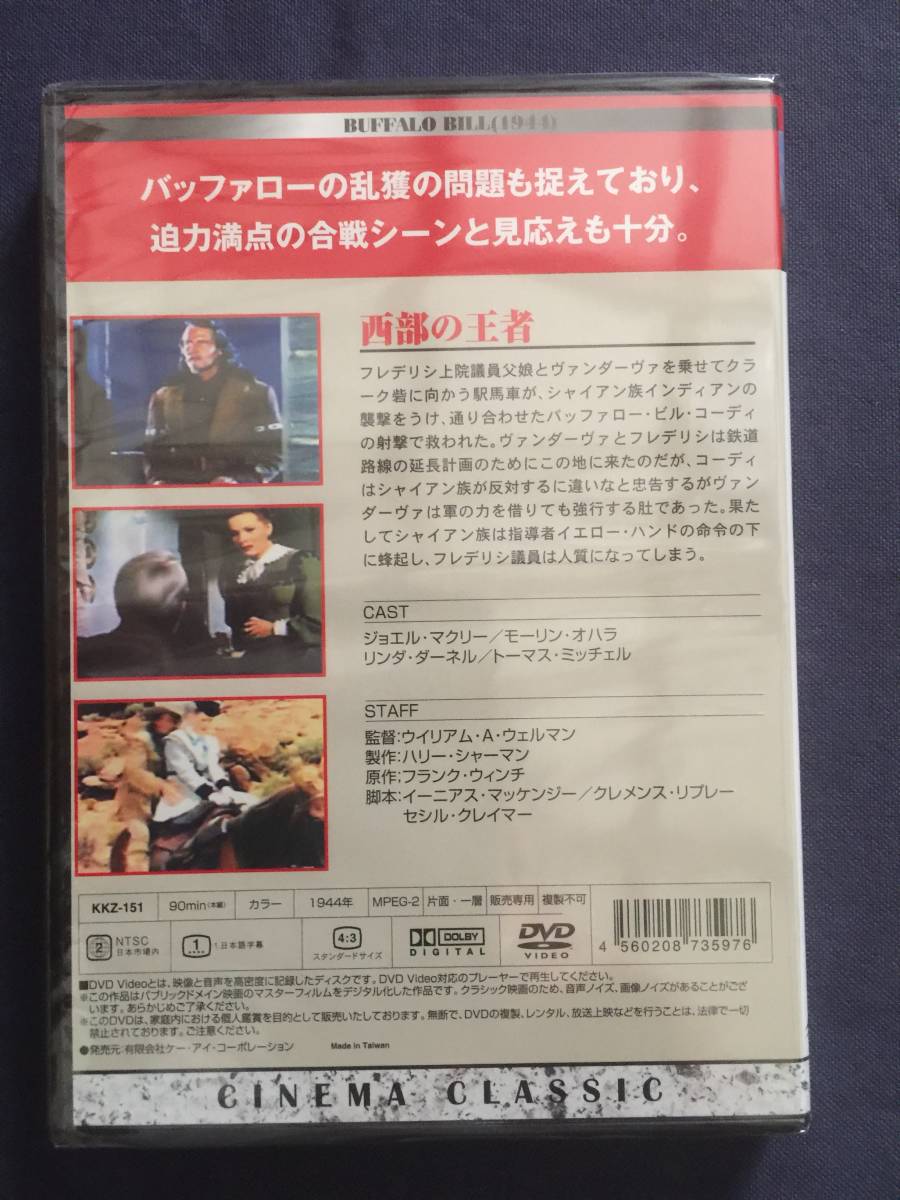 BUFFALO BILL(1944)
バッファローの乱獲の問題も捉えており、
迫力満点の合戦シーンと見応えも十分。
西部の王者
フレデリシ上院議員父娘とヴァンダーヴァを乗せてクラ
ーク砦に向かう駅馬車が、シャイアン族インディアンの
襲撃をうけ、通り合わせたバッファロー・ビル・コーディ
の射撃で救われた。ヴァンダーヴァとフレデリシは鉄道
路線の延長計画のためにこの地に来たのだが、コーディ
はシャイアン族が反対するに違いなと忠告するがヴァン
ダーヴァは軍の力を借りても強行する肚であった。果た
してシャイアン族は指導者イエロー・ハンドの命令の下
に蜂起し、フレデリシ議員は人質になってしまう。
CAST
ジョエル・マクリー／モーリン・オハラ
リンダ・ダーネル／トーマス・ミッチェル
STAFF
監督:ウイリアム・A・ウェルマン
製作:ハリー・シャーマン
原作:フランク・ウィンチ
脚本:イーニアス・マッケンジー／クレメンス・リプレー
セシル・クレイマー
KKZ-151 90min(本編) カラー 1944年 MPEG-2 片面・一層 販売専用 複製不可
2 NTSC 日本市場内 1 1.日本語字幕 4:3 スタンダードサイズ DOLBY DIGITAL DVD VIDEO
4 560208 735976
■DVD Videoとは、映像と音声を高密度に記録したディスクです。DVD Video対応のプレーヤーで再生してください。
※この作品はパブリックドメイン映画のマスターフィルムをデジタル化した作品です。クラシック映画のため、音声ノイズ、画像ノイズがあることがござ
います。あらかじめご了承ください。
※このDVDは、家庭内における個人鑑賞を目的として販売いたしております。無断で、DVDの複製、レンタル、放送上映などを行うことは、法律で一切
禁止されております。ご注意ください。
●発売元:有限会社ケー・アイ・コーポレーション Made in Taiwan
CINEMA CLASSIC